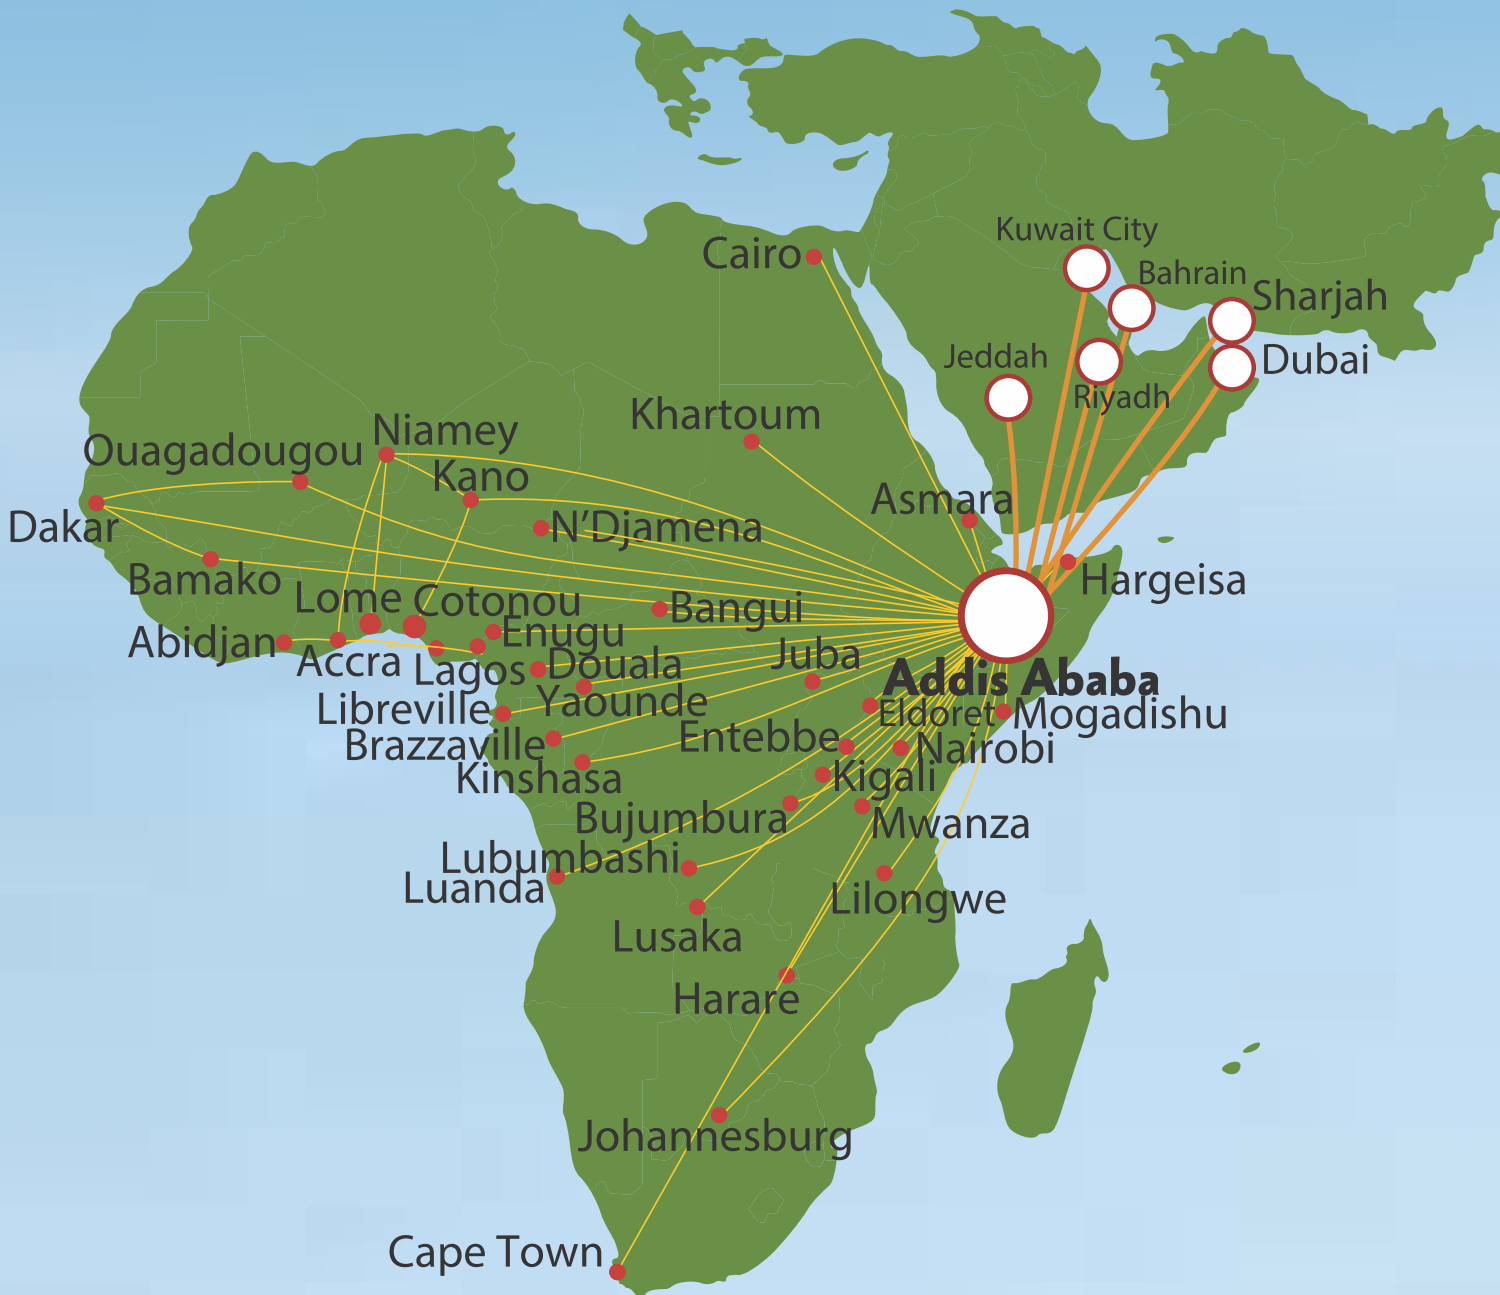 Kuwait City
Cairo
Bahrain
Sharjah
Jeddah
Dubai
Riyadh
Khartoum
Niamey
Ouagadougou
Kano
Asmara
Dakar
N'Djamena
Bamako
Hargeisa
Lome
Cotonou
Bangui
Abidjan
Enugu
Accra
Lagos
Douala
Juba
Addis Ababa
Yaounde
Libreville
Eldoret
Mogadishu
Brazzaville
Entebbe
Nairobi
Kinshasa
Kigali
Bujumbura
Mwanza
Lubumbashi
Luanda
Lilongwe
Lusaka
Harare
Johannesburg
Cape Town